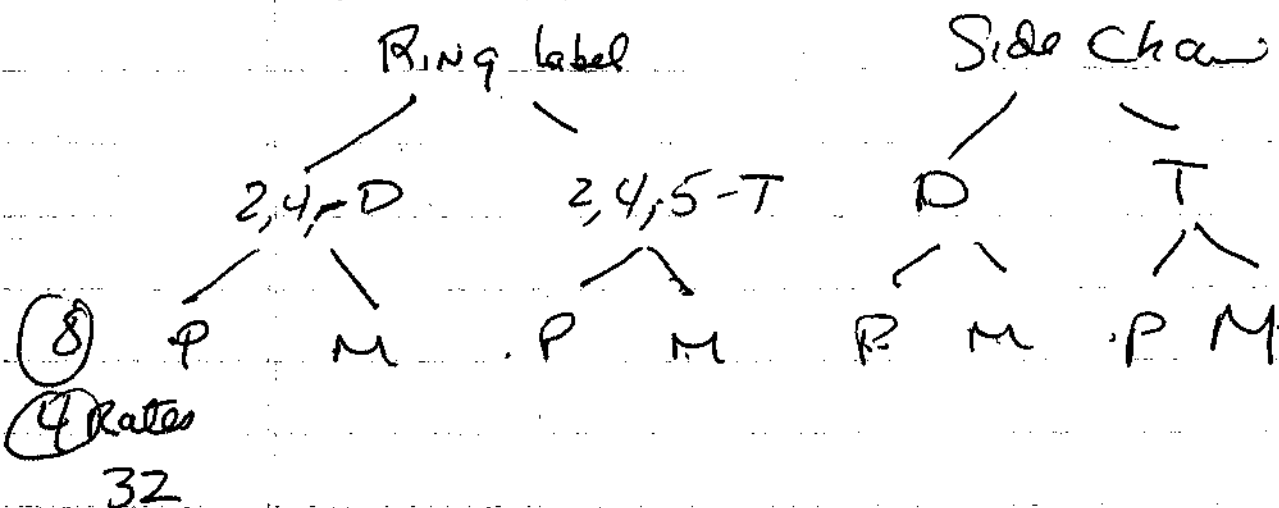 Ring label Side Chain
2,4,-D 2,4,5-T D T
8 P M P M P M P M
4 Rates
32